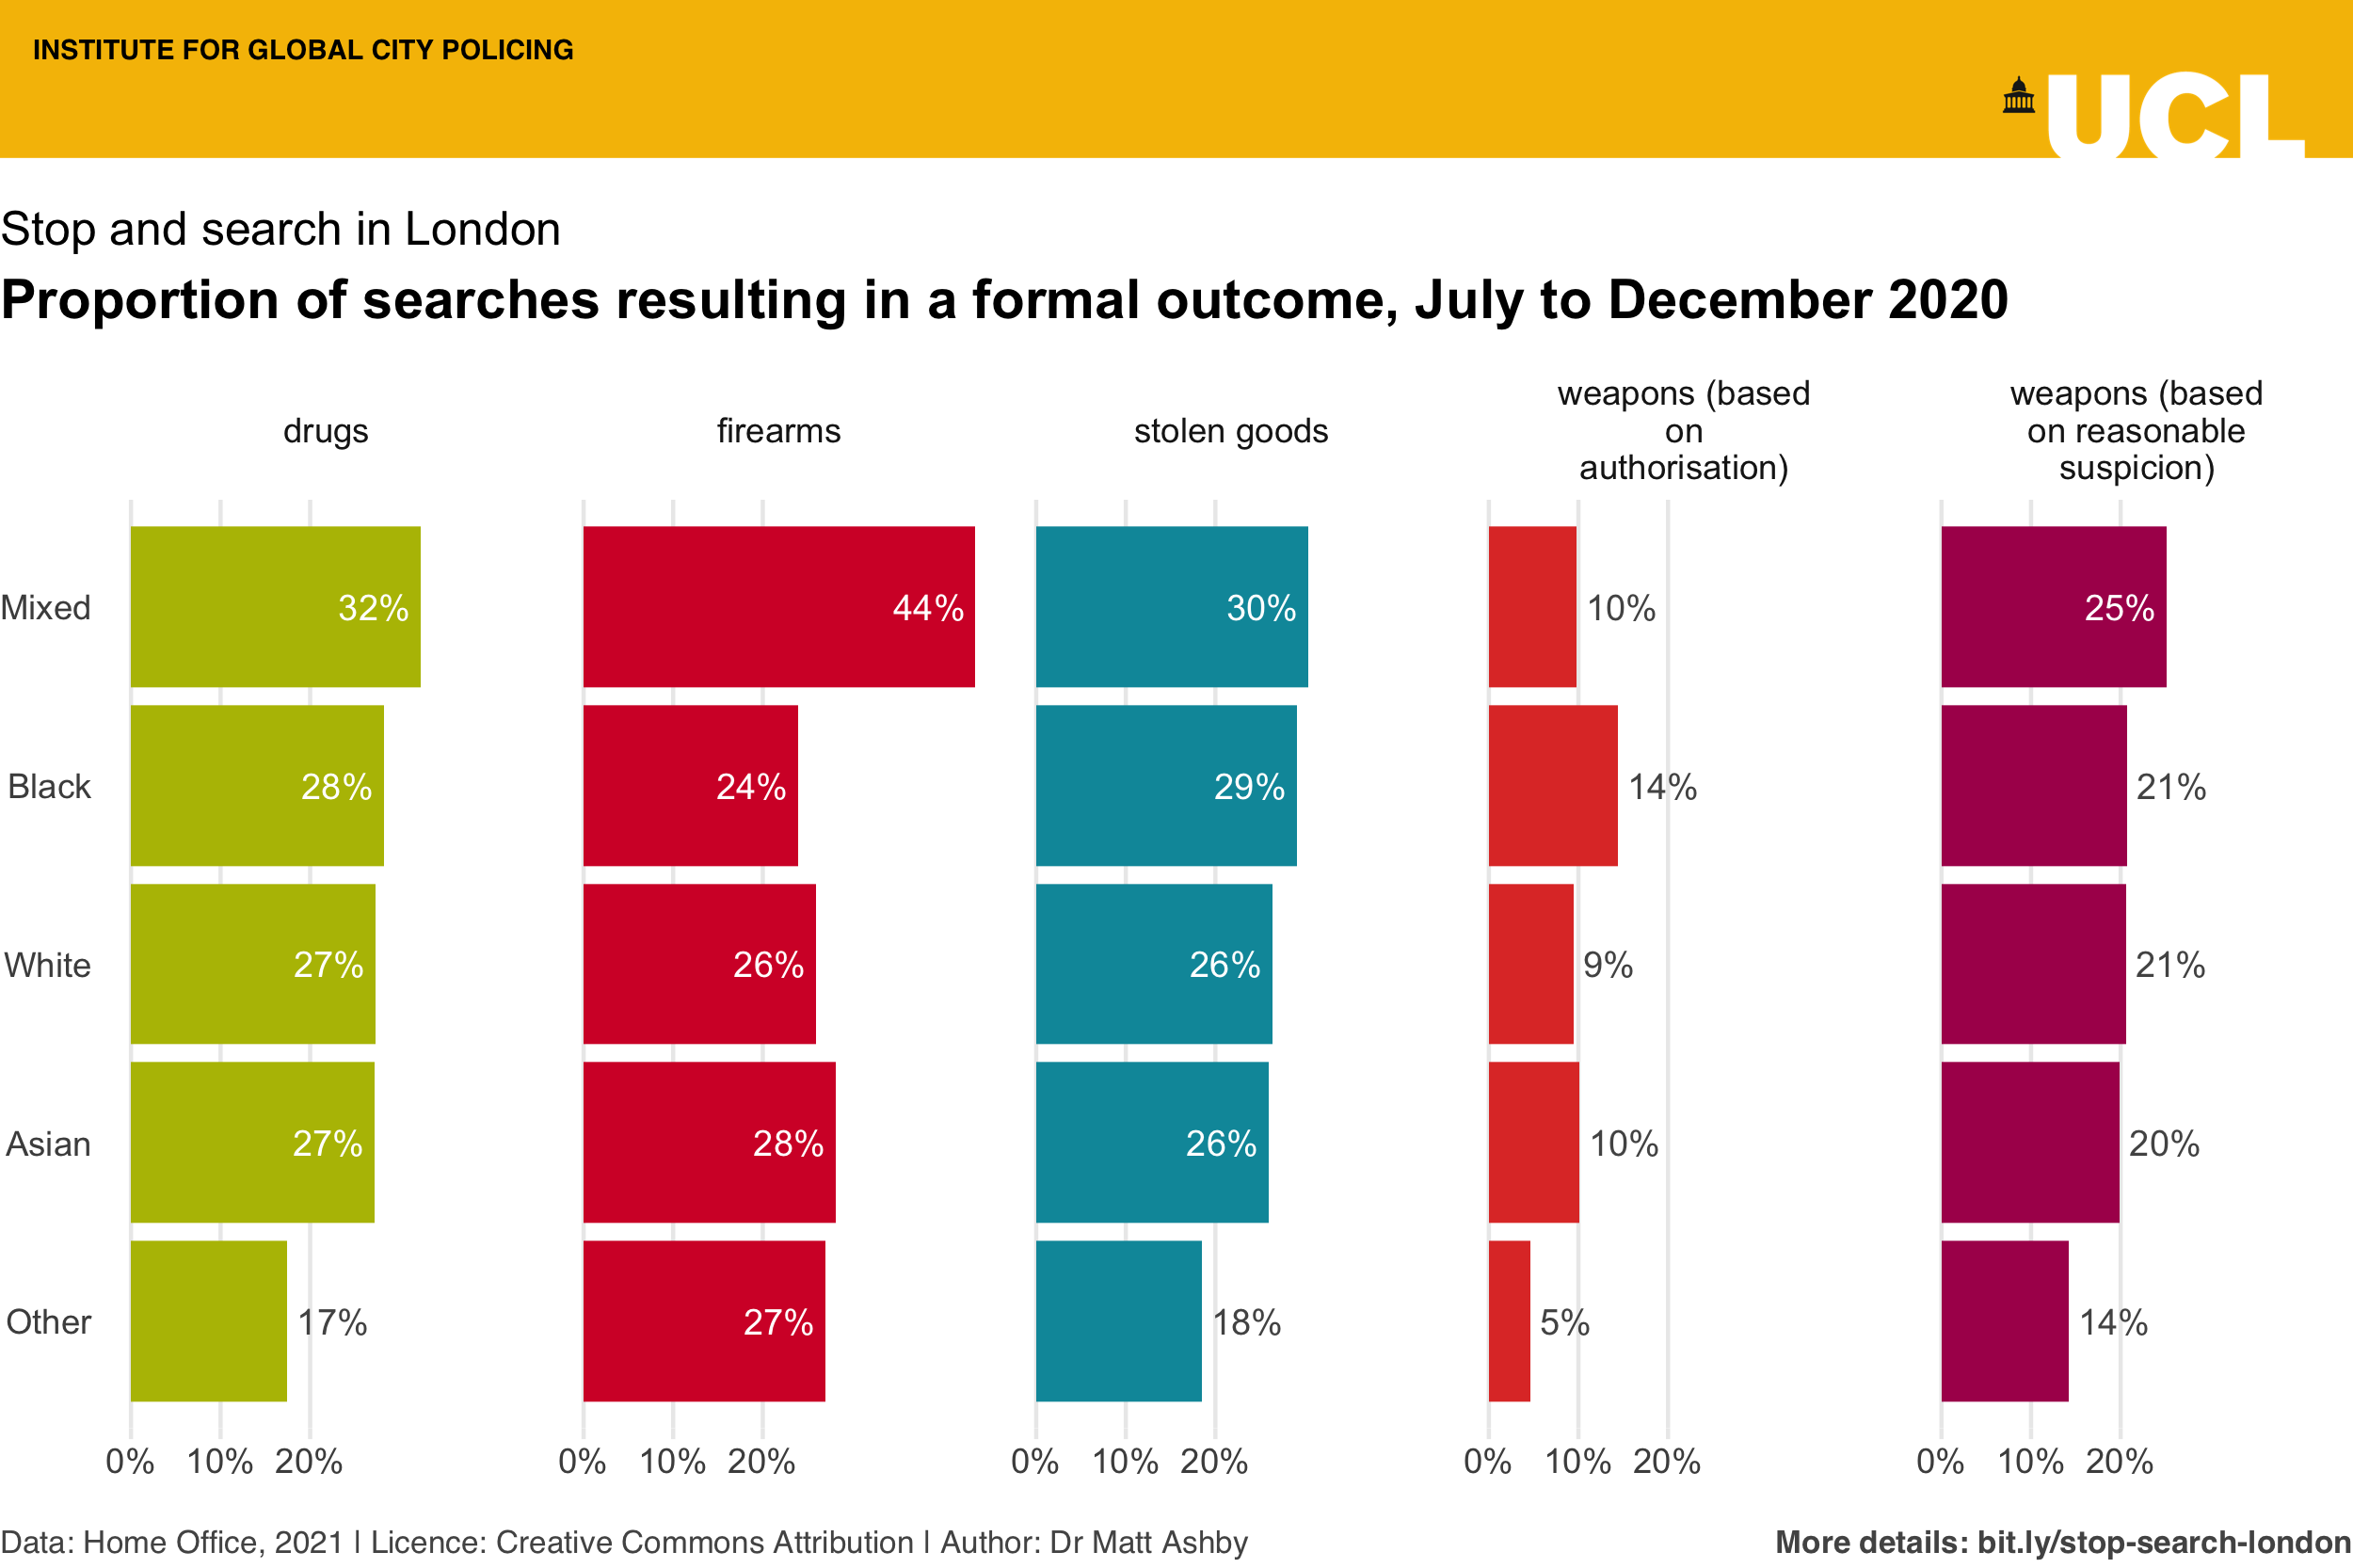 INSTITUTE FOR GLOBAL CITY POLICING
UCL
Stop and search in London
Proportion of searches resulting in a formal outcome, July to December 2020
drugs
firearms
stolen goods
weapons (based
on
authorisation)
weapons (based
on reasonable
suspicion)
Mixed 32% 44% 30% 10% 25%
Black 28% 24% 29% 14% 21%
White 27% 26% 26% 9% 21%
Asian 27% 28% 26% 10% 20%
Other 17% 27% 18% 5% 14%
0% 10% 20% 0% 10% 20% 0% 10% 20% 0% 10% 20% 0% 10% 20%
Data: Home Office, 2021 | Licence: Creative Commons Attribution | Author: Dr Matt Ashby
More details: bit.ly/stop-search-london